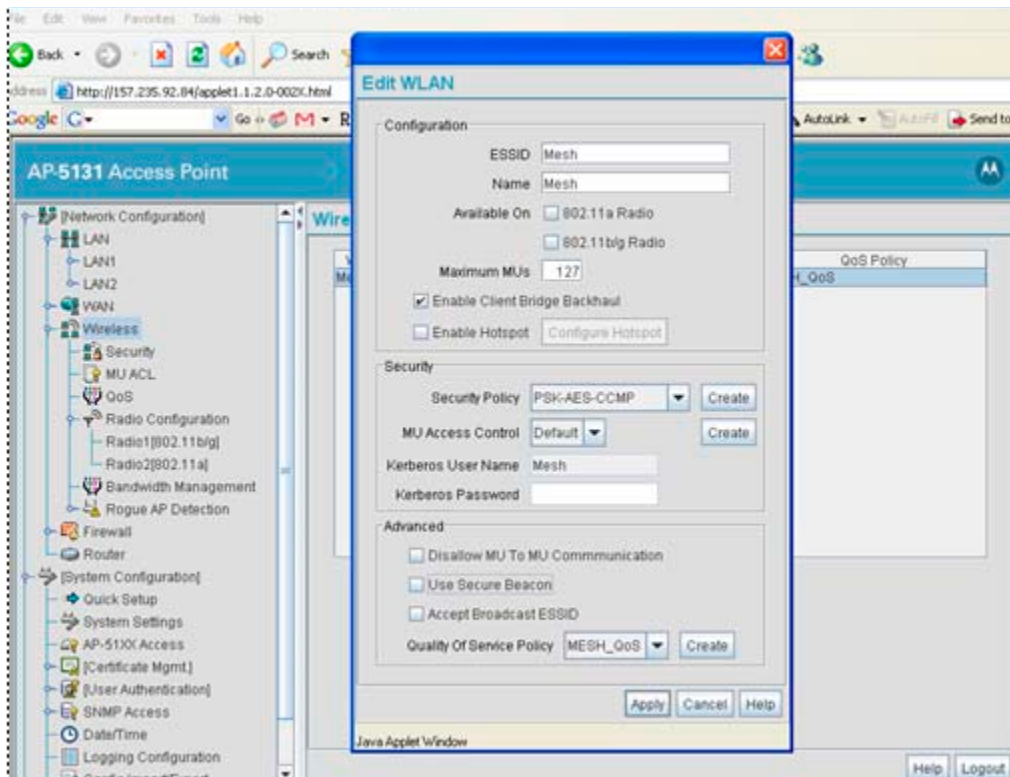 File Edit View Favorites Tools Help
Back Search
Address http://157.235.92.84/applet1.1.2.0-002X.html
Google G Go M R AutoLink AutoFill Send to
AP-5131 Access Point
[Network Configuration]
LAN
LAN1
LAN2
WAN
Wireless
Security
MU ACL
QoS
Radio Configuration
Radio1[802.11b/g]
Radio2[802.11a]
Bandwidth Management
Rogue AP Detection
Firewall
Router
[System Configuration]
Quick Setup
System Settings
AP-51XX Access
[Certificate Mgmt.]
[User Authentication]
SNMP Access
Date/Time
Logging Configuration
Config Import/Export
Wire
QoS Policy
Me
H_QoS
Edit WLAN
Configuration
ESSID Mesh
Name Mesh
Available On 802.11a Radio
802.11b/g Radio
Maximum MUs 127
Enable Client Bridge Backhaul
Enable Hotspot Configure Hotspot
Security
Security Policy PSK-AES-CCMP Create
MU Access Control Default Create
Kerberos User Name Mesh
Kerberos Password
Advanced
Disallow MU To MU Commmunication
Use Secure Beacon
Accept Broadcast ESSID
Quality Of Service Policy MESH_QoS Create
Apply Cancel Help
Java Applet Window
Help Logout